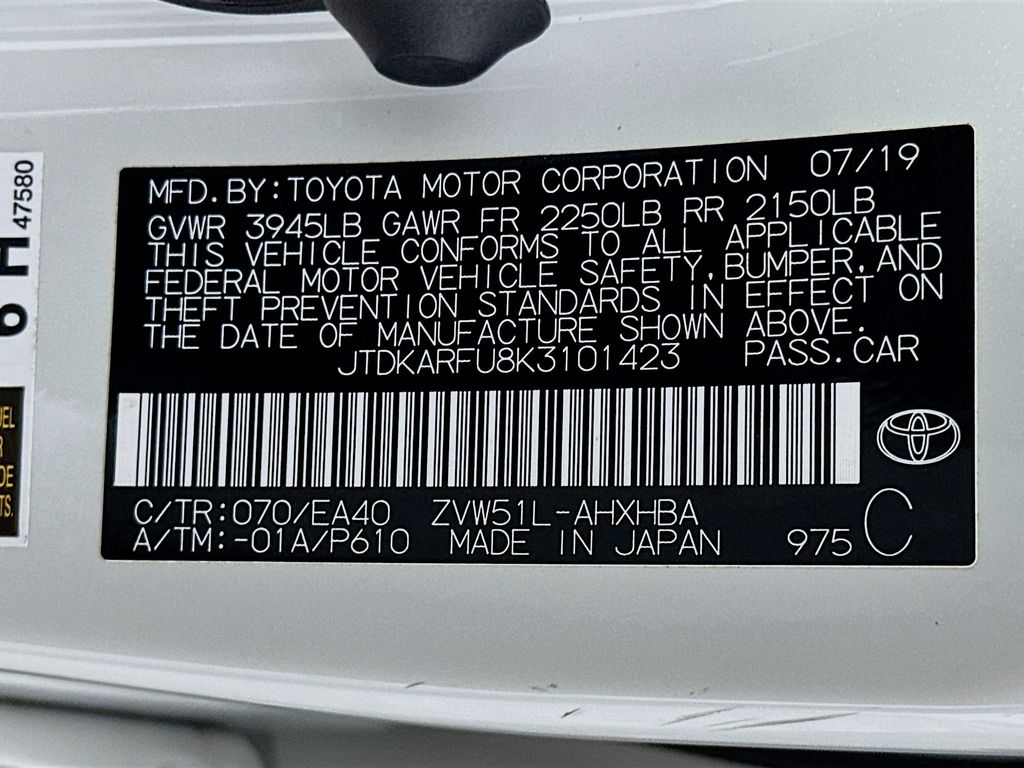 MFD.BY:TOYOTA MOTOR CORPORATION 07/19
GVWR 3945LB GAWR FR 2250LB RR 2150LB
THIS VEHICLE CONFORMS TO ALL APPLICABLE
FEDERAL MOTOR VEHICLE SAFETY,BUMPER,AND
THEFT PREVENTION STANDARDS IN EFFECT ON
THE DATE OF MANUFACTURE SHOWN ABOVE.
JTDKARFU8K3101423 PASS.CAR
C/TR:070/EA40 ZVW51L-AHXHBA
A/TM:-01A/P610 MADE IN JAPAN 975 C
47580
6 H